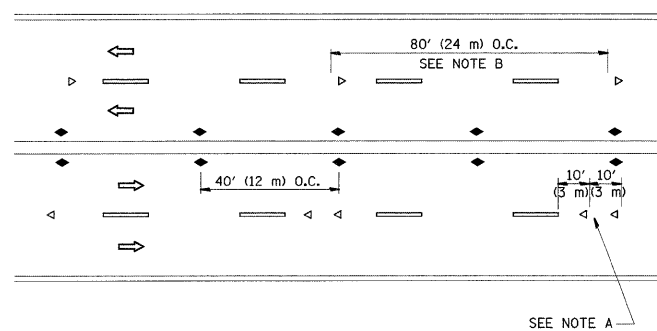 80' (24 m) O.C.
SEE NOTE B
40' (12 m) O.C.
10' 10'
(3 m) (3 m)
SEE NOTE A